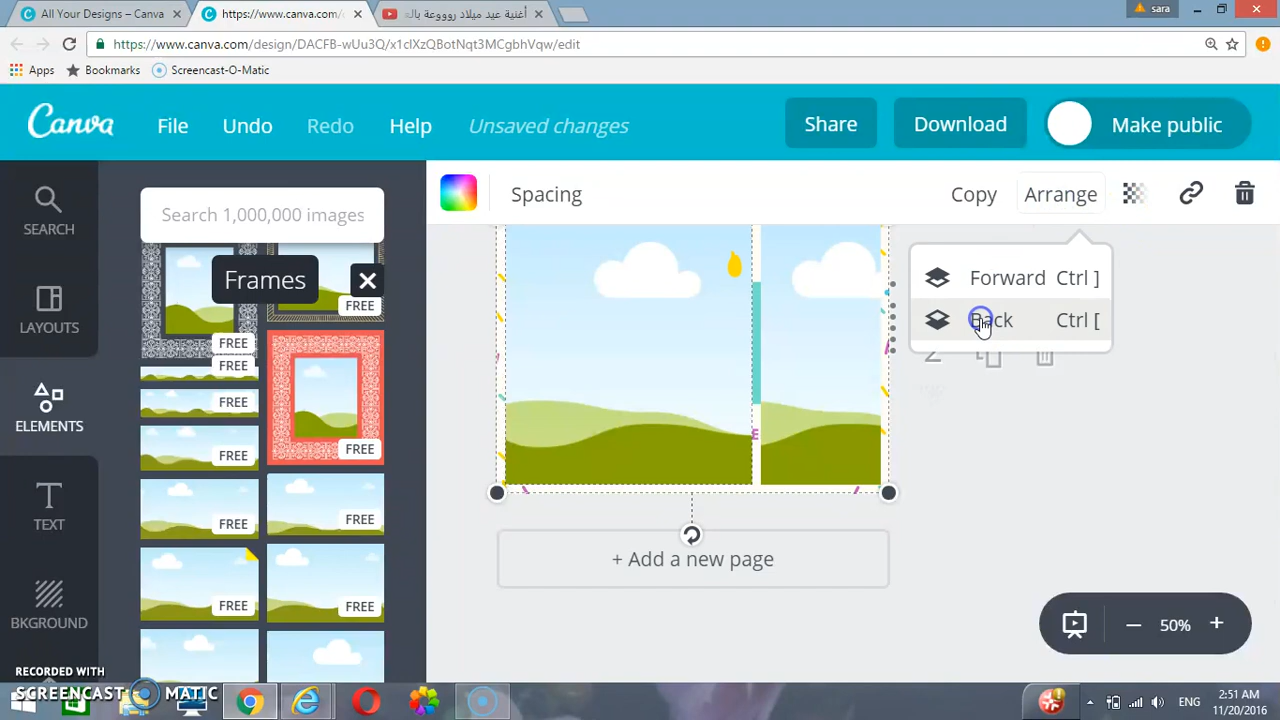 All Your Designs – Canva
https://www.canva.com/
أغنية عيد ميلاد روووعة بال
sara
https://www.canva.com/design/DACFB-wUu3Q/x1clXzQBotNqt3MCgbhVqw/edit
Apps
Bookmarks
Screencast-O-Matic
Canva
File
Undo
Redo
Help
Unsaved changes
Share
Download
Make public
SEARCH
LAYOUTS
ELEMENTS
TEXT
BKGROUND
Search 1,000,000 images
Frames
FREE
FREE
FREE
FREE
FREE
FREE
FREE
FREE
FREE
FREE
Spacing
Copy
Arrange
Forward Ctrl ]
Back Ctrl [
+ Add a new page
50%
RECORDED WITH
SCREENCAST MATIC
ENG
2:51 AM
11/20/2016